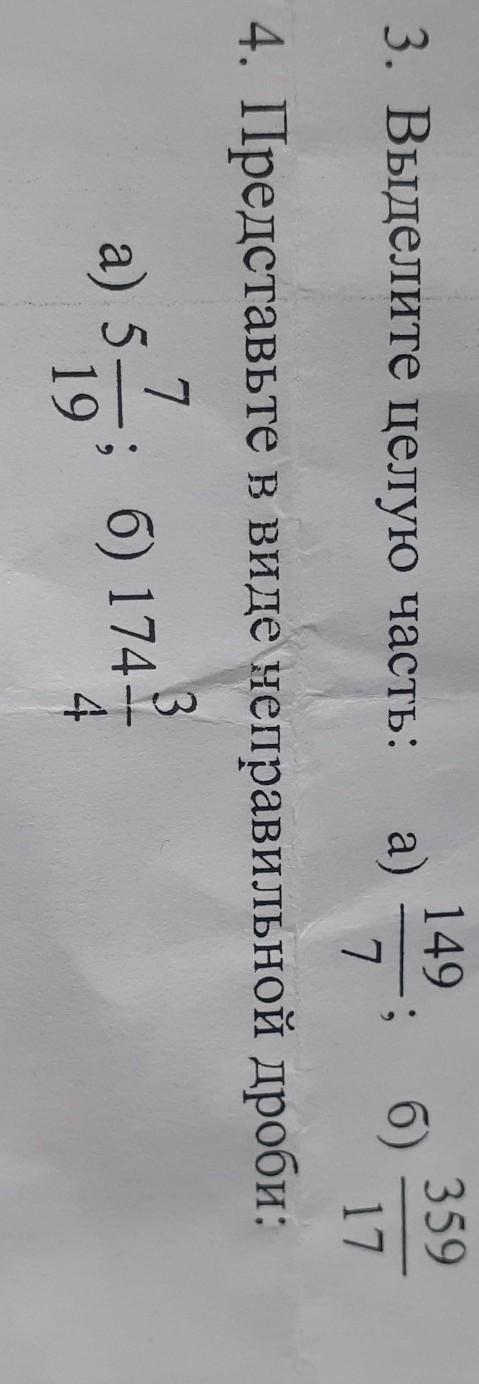 3. Выделите целую часть: а) 149/7; б) 359/17
4. Представьте в виде неправильной дроби:
а) 5 7/19; б) 174 3/4